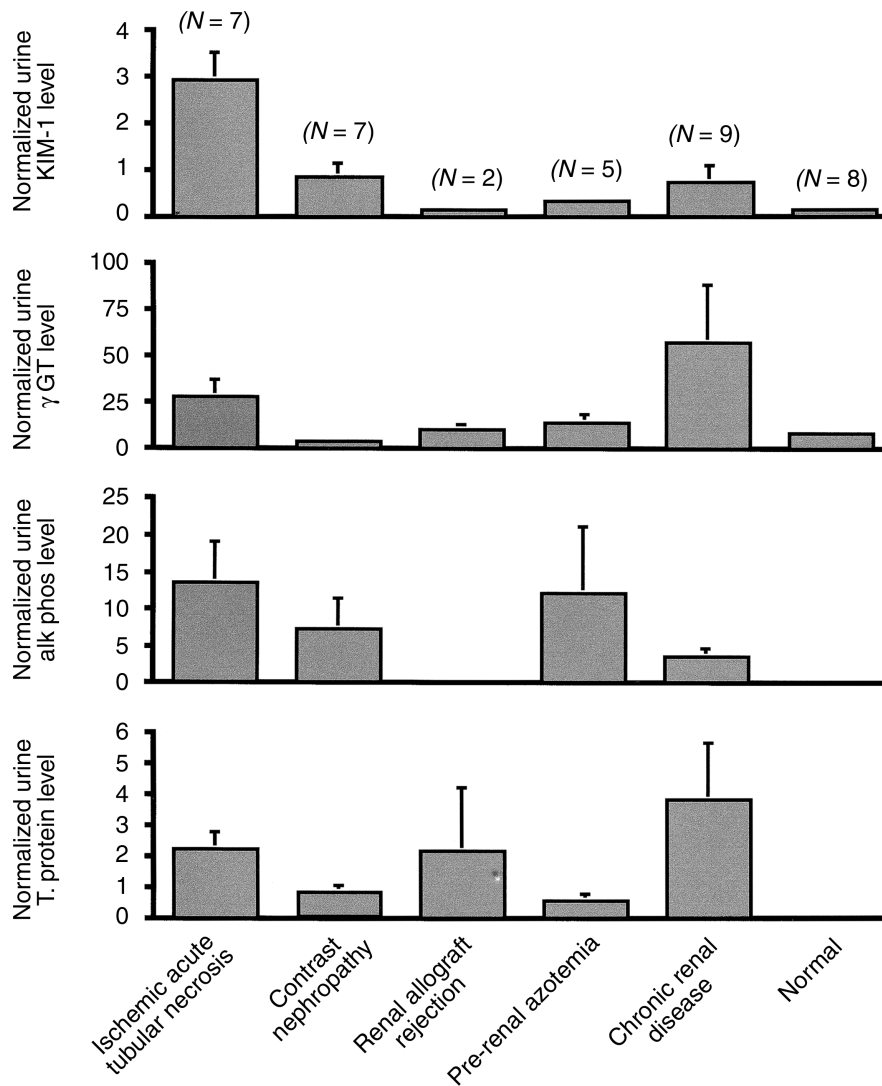 Normalized urine
KIM-1 level
4
3
2
1
0
(N = 7)
(N = 7)
(N = 2)
(N = 5)
(N = 9)
(N = 8)
Normalized urine
γ GT level
100
75
50
25
0
Normalized urine
alk phos level
25
20
15
10
5
0
Normalized urine
T. protein level
6
5
4
3
2
1
0
Ischemic acute
tubular necrosis
Contrast
nephropathy
Renal allograft
rejection
Pre-renal azotemia
Chronic renal
disease
Normal